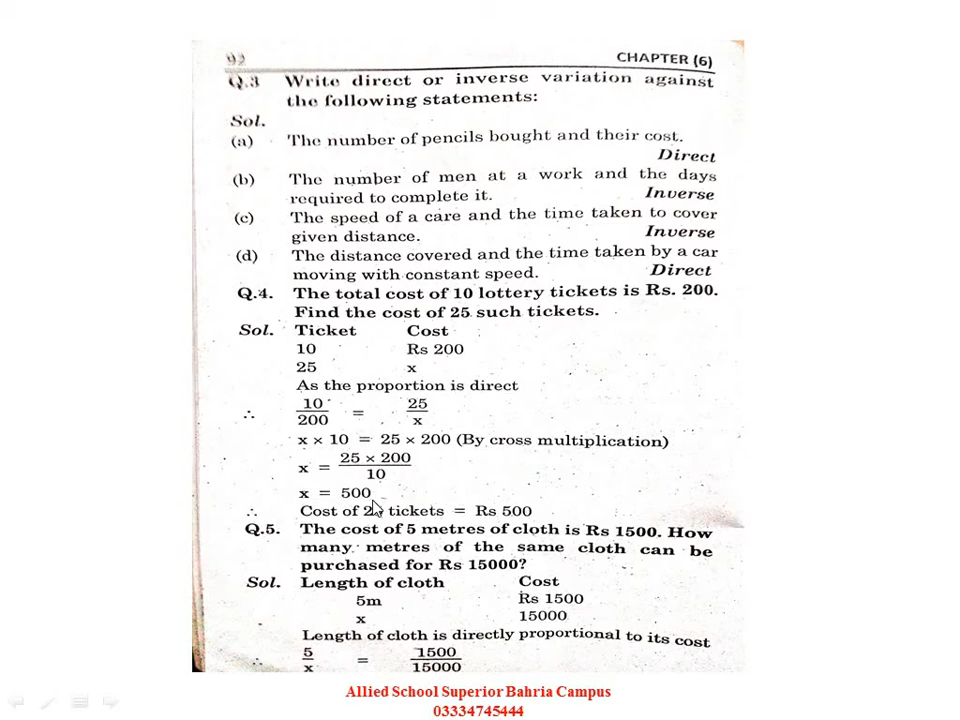 92 CHAPTER (6)
Q.3 Write direct or inverse variation against
the following statements:
Sol.
(a) The number of pencils bought and their cost.
Direct
(b) The number of men at a work and the days
required to complete it. Inverse
(c) The speed of a care and the time taken to cover
given distance. Inverse
(d) The distance covered and the time taken by a car
moving with constant speed. Direct
Q.4. The total cost of 10 lottery tickets is Rs. 200.
Find the cost of 25 such tickets.
Sol. Ticket Cost
10 Rs 200
25 x
As the proportion is direct
∴ 10/200 = 25/x
x × 10 = 25 × 200 (By cross multiplication)
x = 25 × 200/10
x = 500
∴ Cost of tickets = Rs 500
Q.5. The cost of 5 metres of cloth is Rs 1500. How
many metres of the same cloth can be
purchased for Rs 15000?
Sol. Length of cloth Cost
5m Rs 1500
x 15000
Length of cloth is directly proportional to its cost
∴ 5/x = 1500/15000
Allied School Superior Bahria Campus
03334745444